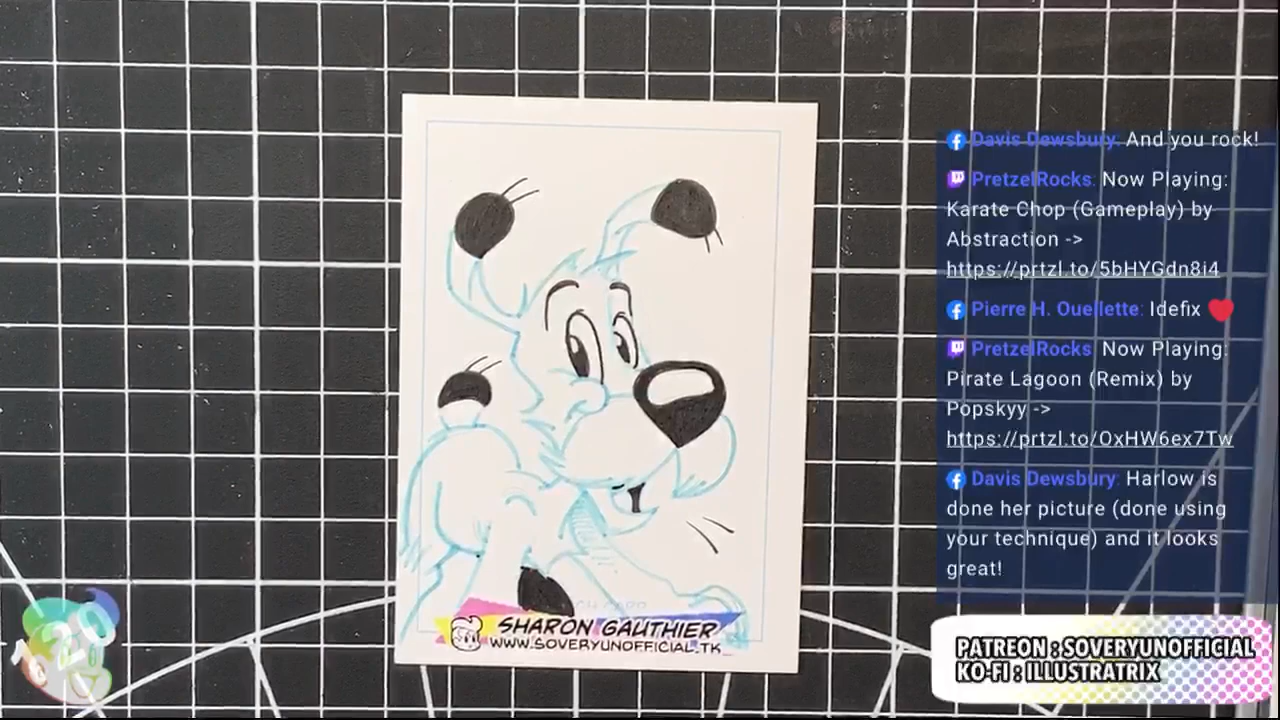 Davis Dewsbury: And you rock!
PretzelRocks: Now Playing:
Karate Chop (Gameplay) by
Abstraction ->
https://prtzl.to/5bHYGdn8i4
Pierre H. Ouellette: Idefix
PretzelRocks: Now Playing:
Pirate Lagoon (Remix) by
Popskyy ->
https://prtzl.to/OxHW6ex7Tw
Davis Dewsbury: Harlow is
done her picture (done using
your technique) and it looks
great!
SHARON GAUTHIER
WWW.SOVERYUNOFFICIAL.TK
PATREON : SOVERYUNOFFICIAL
KO-FI : ILLUSTRATRIX